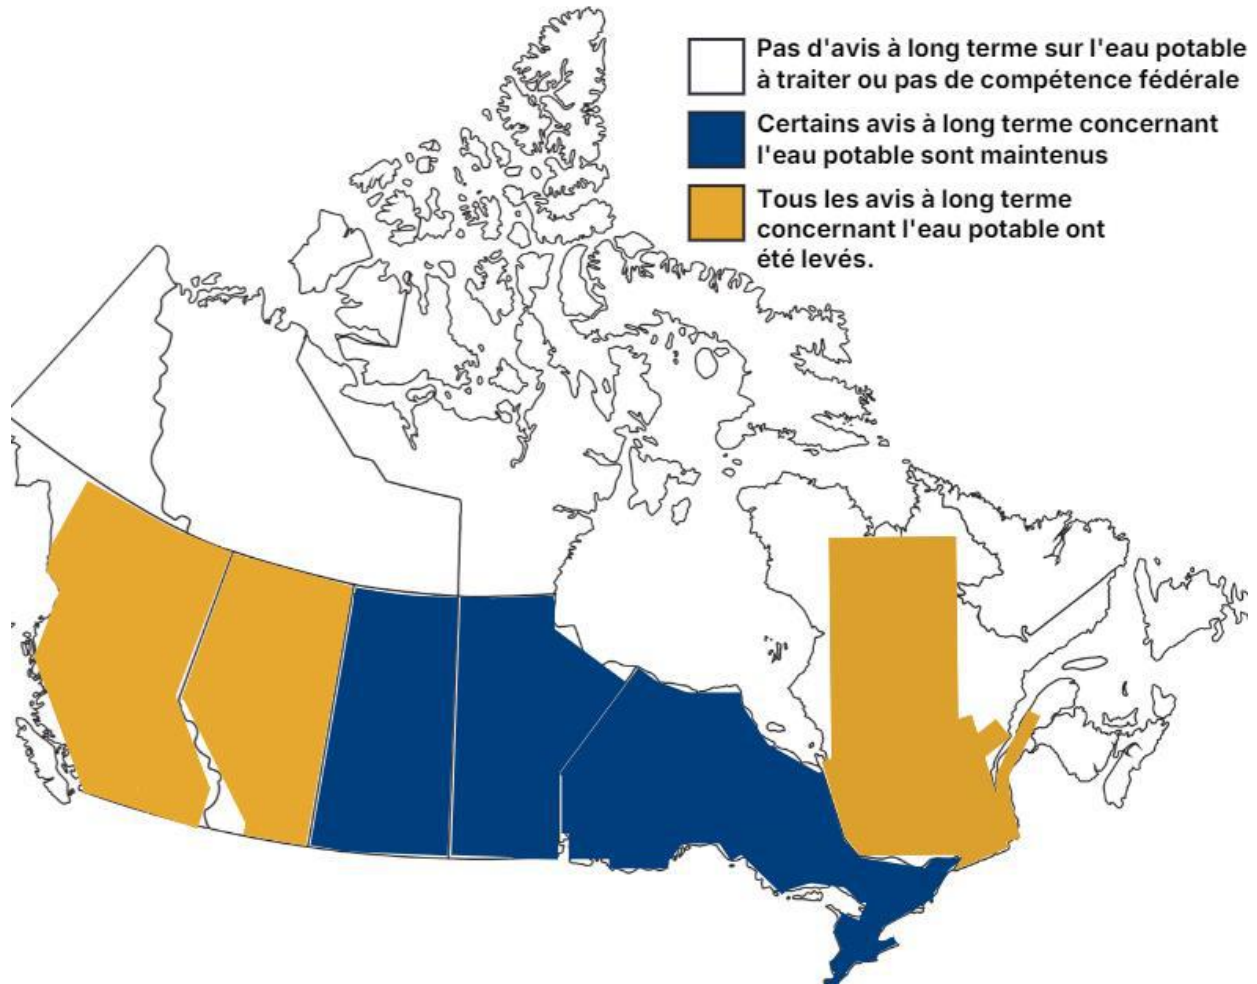 Pas d'avis à long terme sur l'eau potable
à traiter ou pas de compétence fédérale
Certains avis à long terme concernant
l'eau potable sont maintenus
Tous les avis à long terme
concernant l'eau potable ont
été levés.